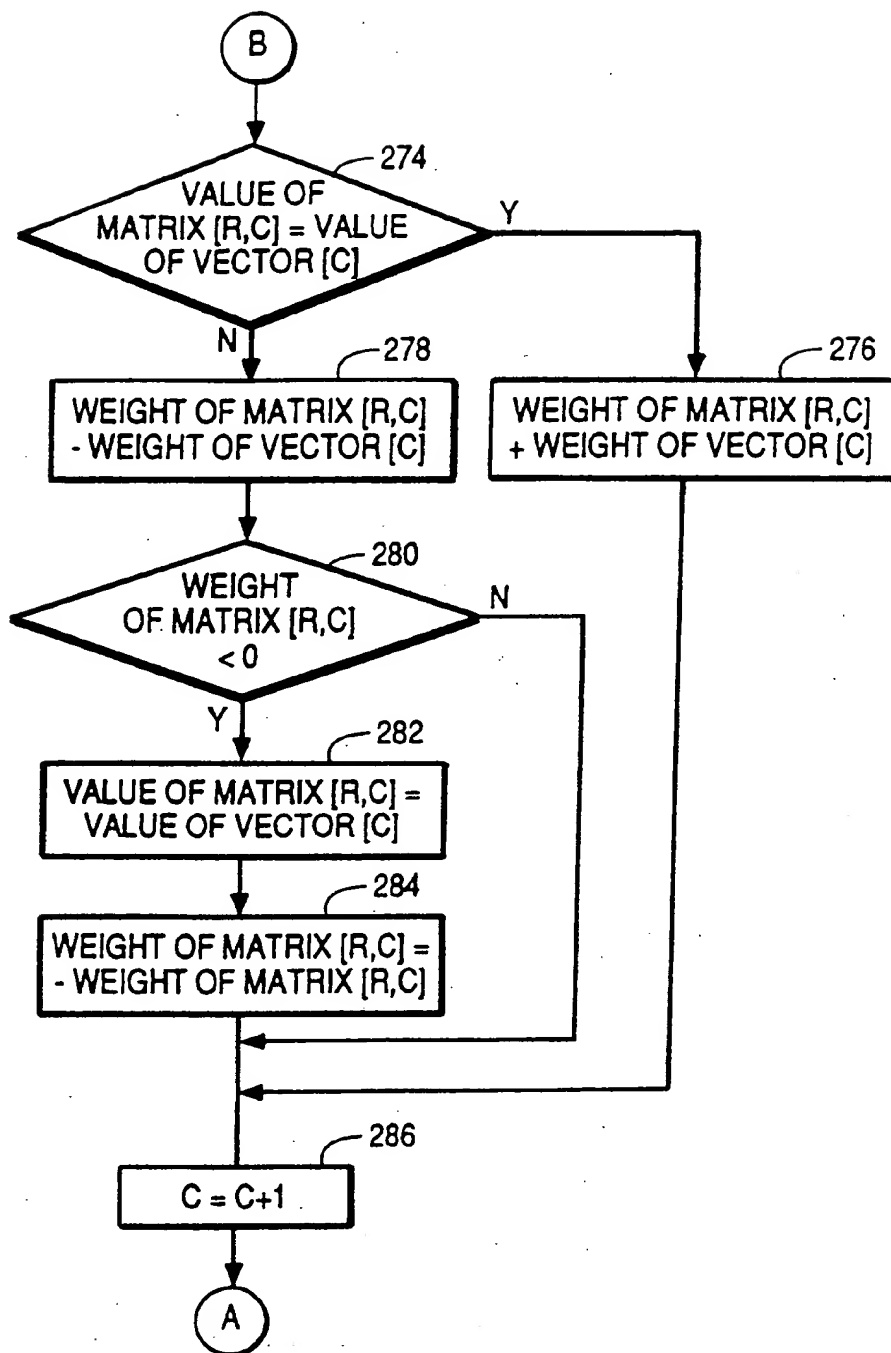 B
274
VALUE OF
MATRIX [R,C] = VALUE
OF VECTOR [C]
Y
N
278
276
WEIGHT OF MATRIX [R,C]
- WEIGHT OF VECTOR [C]
WEIGHT OF MATRIX [R,C]
+ WEIGHT OF VECTOR [C]
280
WEIGHT
OF MATRIX [R,C]
< 0
N
Y
282
VALUE OF MATRIX [R,C] =
VALUE OF VECTOR [C]
284
WEIGHT OF MATRIX [R,C] =
- WEIGHT OF MATRIX [R,C]
286
C = C+1
A